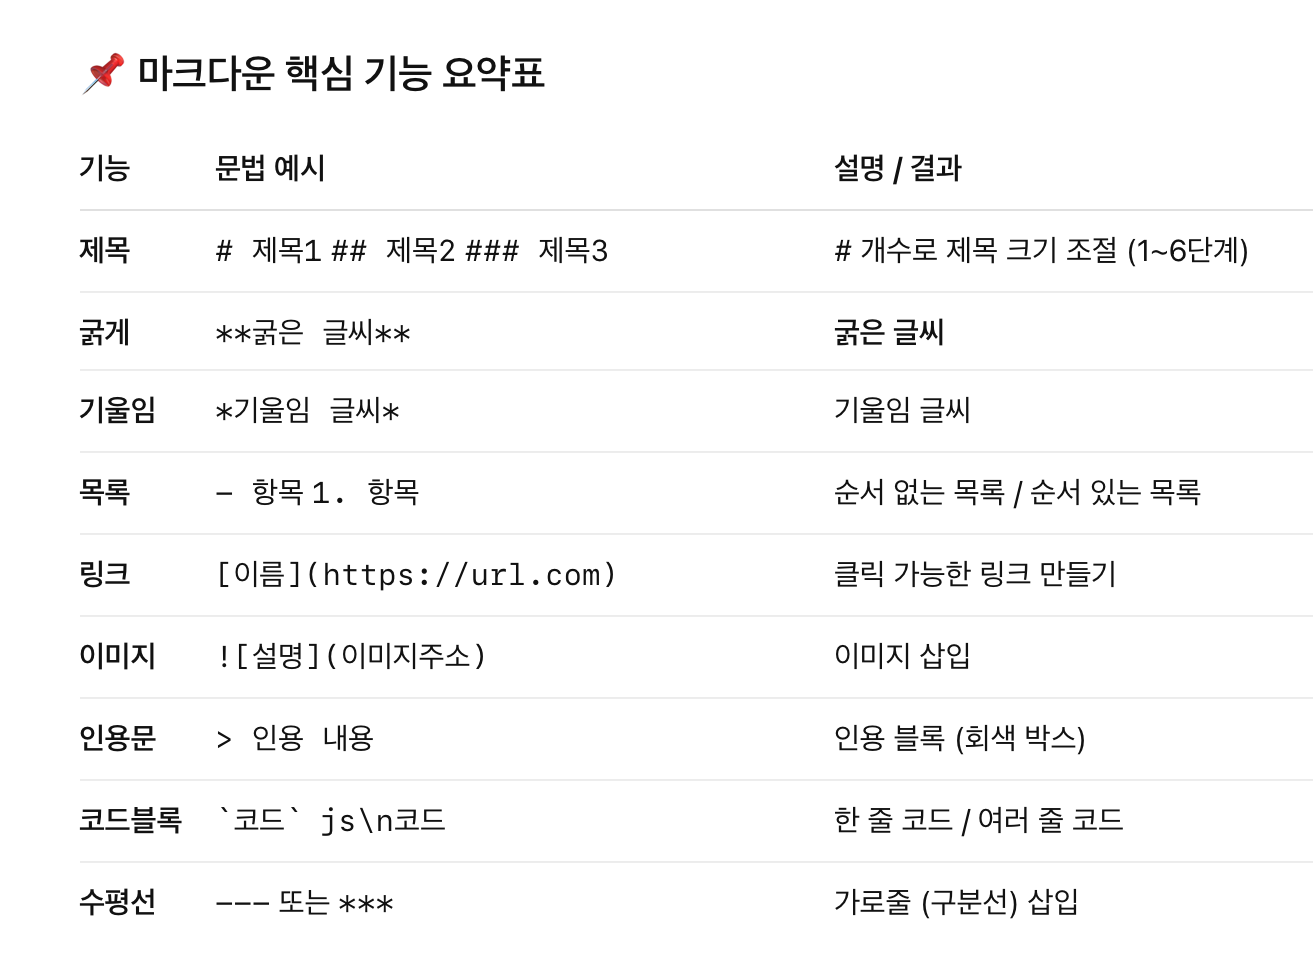 📌 마크다운 핵심 기능 요약표
기능 문법 예시 설명 / 결과
제목 # 제목1 ## 제목2 ### 제목3 # 개수로 제목 크기 조절 (1~6단계)
굵게 **굵은 글씨** 굵은 글씨
기울임 *기울임 글씨* 기울임 글씨
목록 - 항목 1. 항목 순서 없는 목록 / 순서 있는 목록
링크 [이름](https://url.com) 클릭 가능한 링크 만들기
이미지 ![설명](이미지주소) 이미지 삽입
인용문 > 인용 내용 인용 블록 (회색 박스)
코드블록 `코드` js\n코드 한 줄 코드 / 여러 줄 코드
수평선 --- 또는 *** 가로줄 (구분선) 삽입